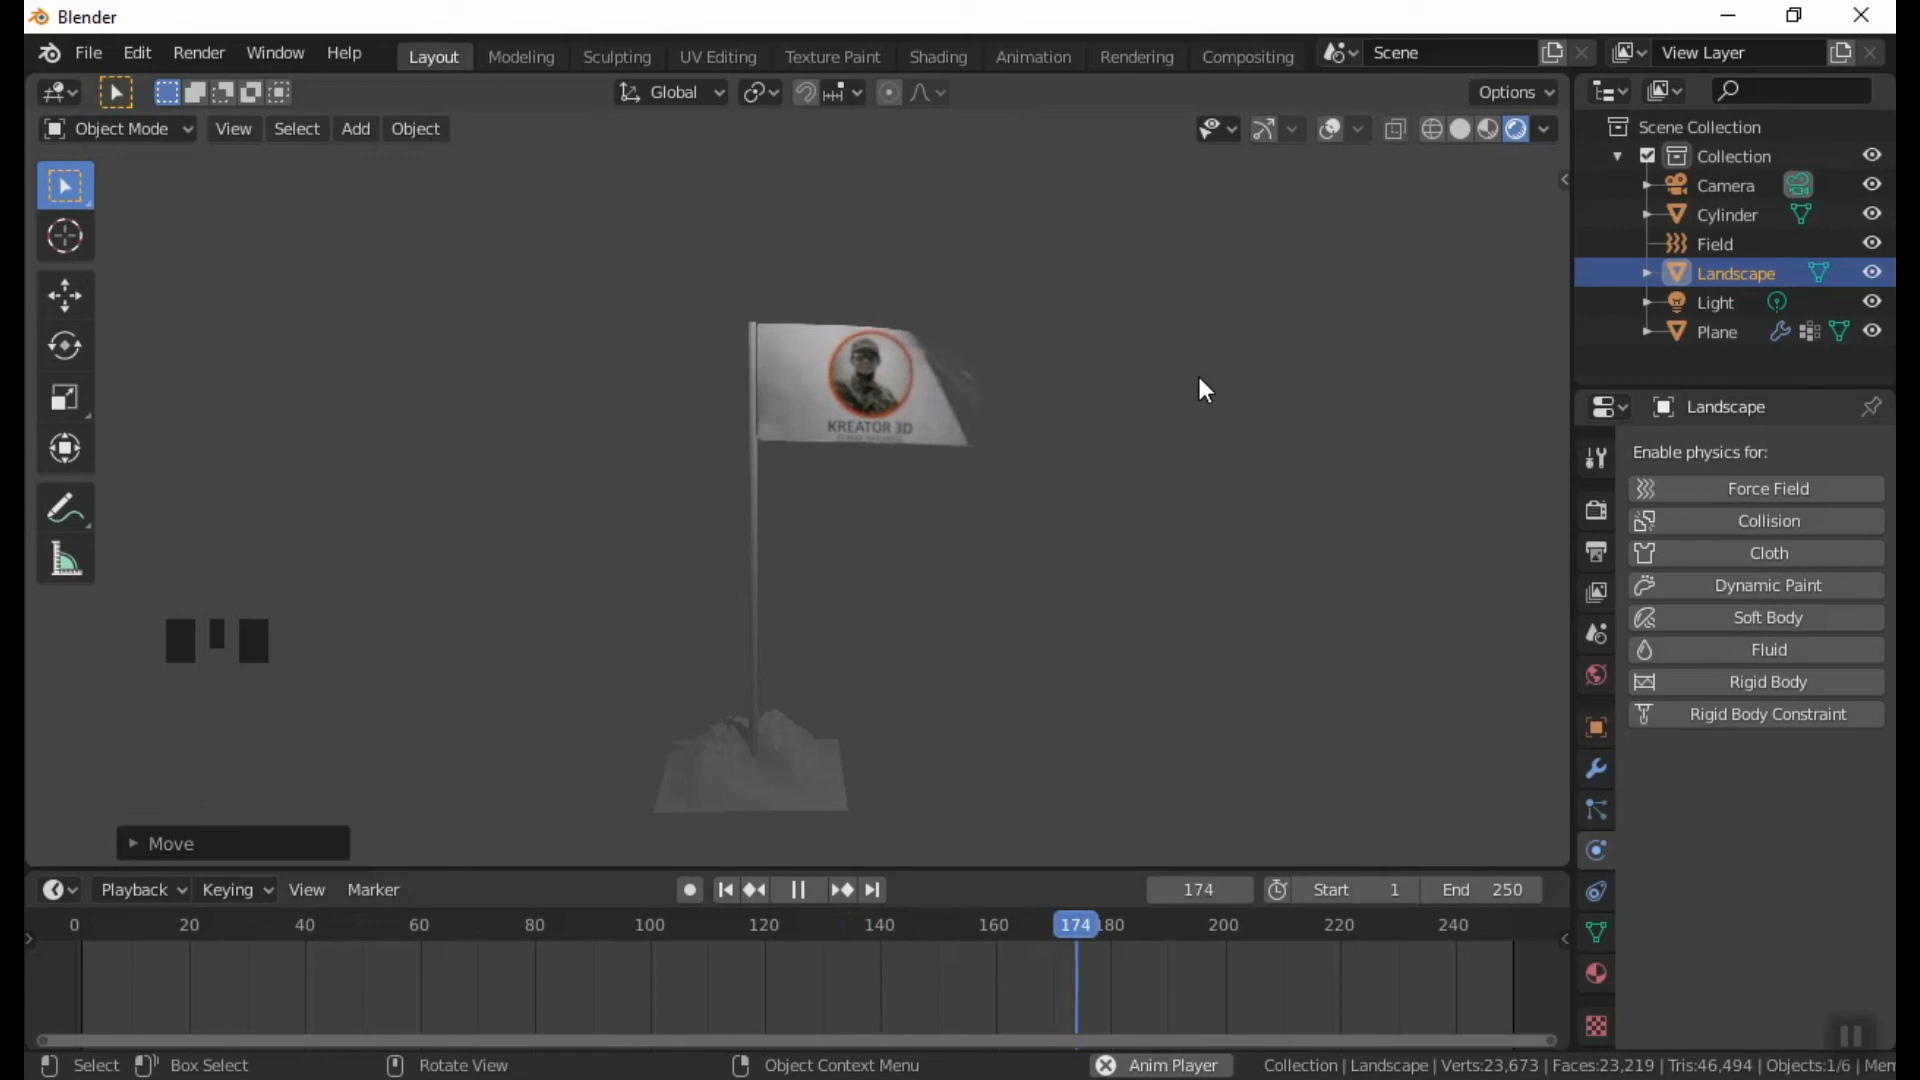 Blender
File Edit Render Window Help Layout Modeling Sculpting UV Editing Texture Paint Shading Animation Rendering Compositing Scene View Layer
Global Options
Object Mode View Select Add Object
Scene Collection
Collection
Camera
Cylinder
Field
Landscape
Light
Plane
KREATOR 3D
Landscape
Enable physics for:
Force Field
Collision
Cloth
Dynamic Paint
Soft Body
Fluid
Rigid Body
Rigid Body Constraint
Move
Playback Keying View Marker 174 Start 1 End 250
0 20 40 60 80 100 120 140 160 174 180 200 220 240
Select Box Select Rotate View Object Context Menu Anim Player Collection | Landscape | Verts:23,673 | Faces:23,219 | Tris:46,494 | Objects:1/6 | Mem